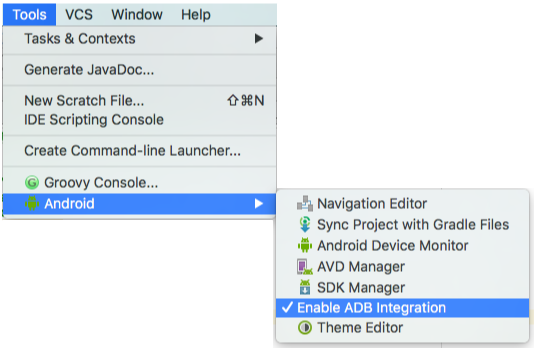 Tools VCS Window Help
Tasks & Contexts
Generate JavaDoc...
New Scratch File... ⇧⌘N
IDE Scripting Console
Create Command-line Launcher...
G Groovy Console...
Android
Navigation Editor
Sync Project with Gradle Files
Android Device Monitor
AVD Manager
SDK Manager
Enable ADB Integration
Theme Editor